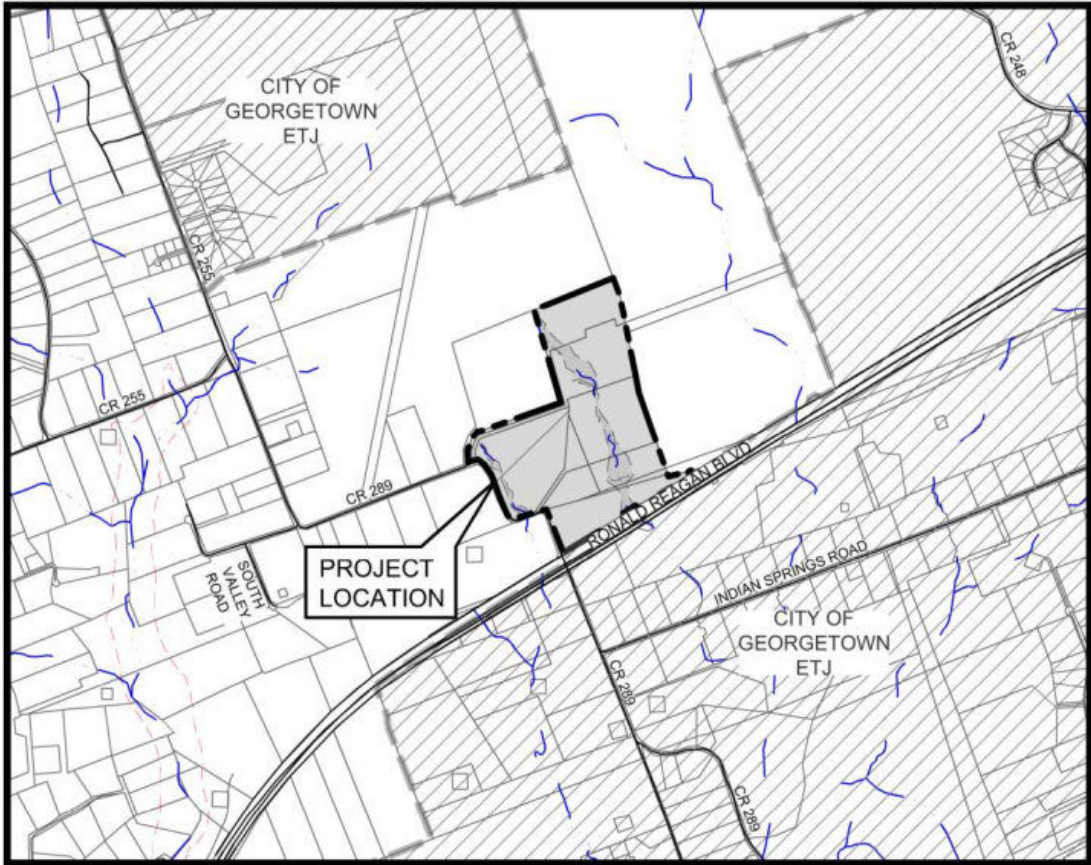 CITY OF
GEORGETOWN
ETJ
CR 248
CR 255
CR 255
CR 289
RONALD REAGAN BLVD
PROJECT
LOCATION
SOUTH
VALLEY
ROAD
INDIAN SPRINGS ROAD
CITY OF
GEORGETOWN
ETJ
CR 289
CR 289